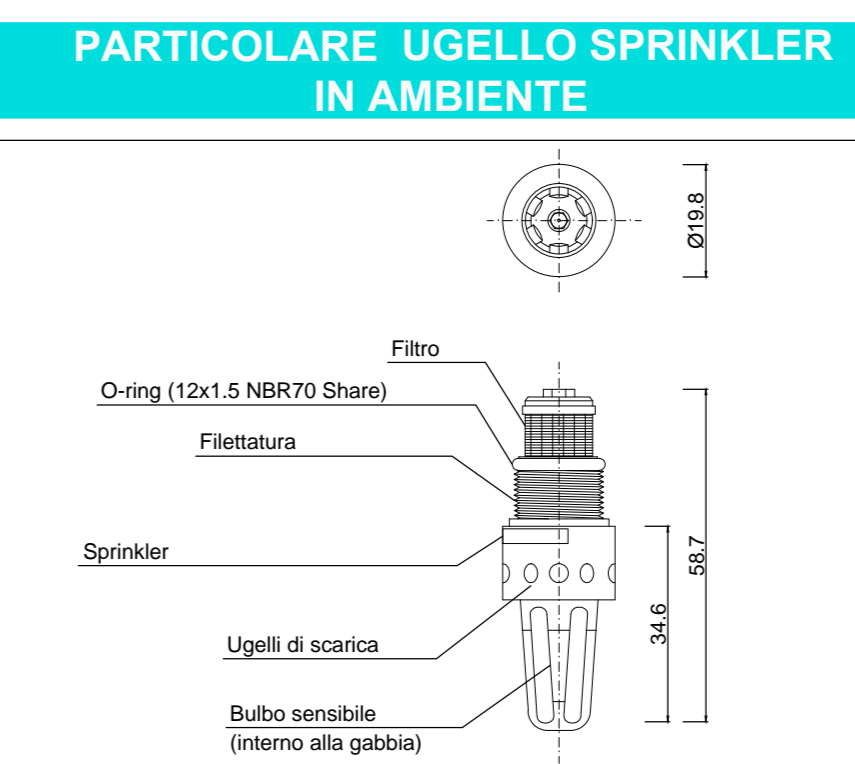 PARTICOLARE UGELLO SPRINKLER
IN AMBIENTE
Ø19.8
Filtro
O-ring (12x1.5 NBR70 Share)
Filettatura
Sprinkler
58.7
34.6
Ugelli di scarica
Bulbo sensibile
(interno alla gabbia)